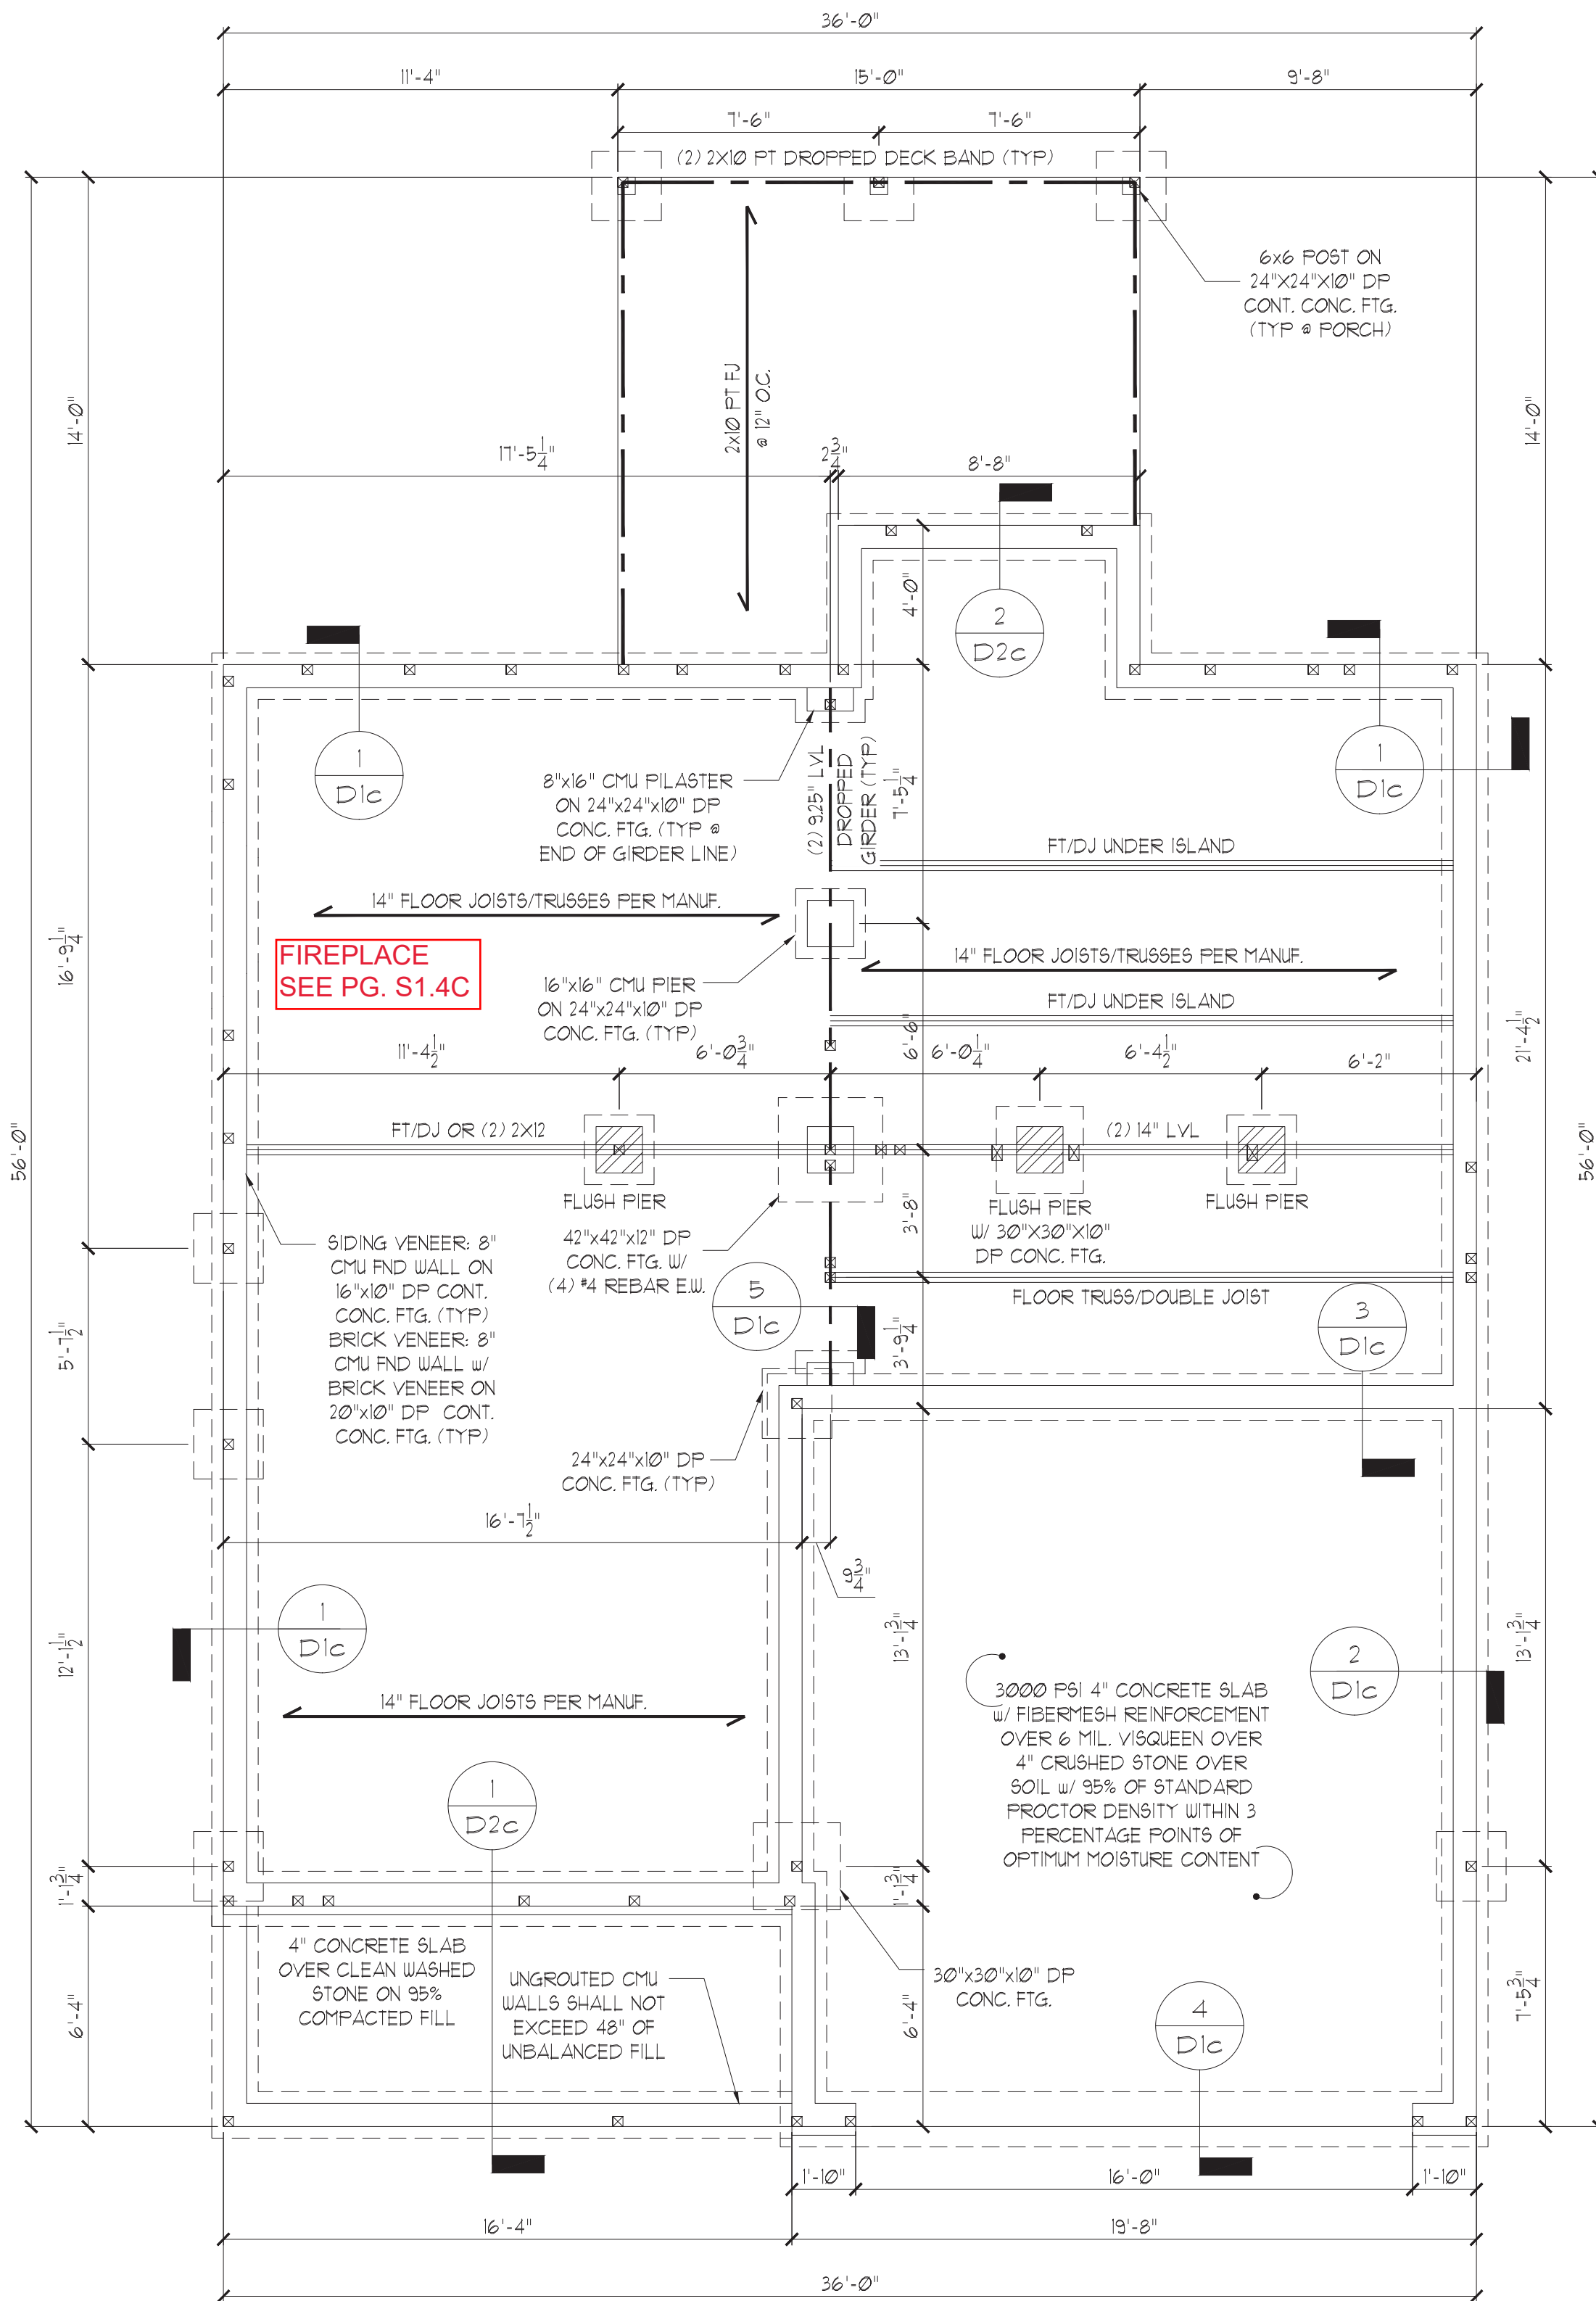 36'-0"
11'-4"
15'-0"
9'-8"
7'-6"
7'-6"
(2) 2X10 PT DROPPED DECK BAND (TYP)
6x6 POST ON
24"X24"X10" DP
CONT. CONC. FTG.
(TYP @ PORCH)
2x10 PT FJ
@ 12" O.C.
14'-0"
14'-0"
17'-5 1/4"
2 3/4"
8'-8"
4'-0"
2
D2c
1
D1c
1
D1c
8"x16" CMU PILASTER
ON 24"x24"x10" DP
CONC. FTG. (TYP @
END OF GIRDER LINE)
(2) 9.25" LVL
DROPPED
GIRDER (TYP)
7'-5 1/4"
FT/DJ UNDER ISLAND
14" FLOOR JOISTS/TRUSSES PER MANUF.
16'-9 1/4"
FIREPLACE
SEE PG. S1.4C
14" FLOOR JOISTS/TRUSSES PER MANUF.
16"x16" CMU PIER
ON 24"x24"x10" DP
CONC. FTG. (TYP)
FT/DJ UNDER ISLAND
6'-6"
21'-4 1/2"
11'-4 1/2"
6'-0 3/4"
6'-0 1/4"
6'-4 1/2"
6'-2"
56'-0"
56'-0"
FT/DJ OR (2) 2X12
(2) 14" LVL
FLUSH PIER
FLUSH PIER
W/ 30"X30"X10"
DP CONC. FTG.
FLUSH PIER
3'-8"
42"x42"x12" DP
CONC. FTG. W/
(4) #4 REBAR E.W.
SIDING VENEER: 8"
CMU FND WALL ON
16"x10" DP CONT.
CONC. FTG. (TYP)
BRICK VENEER: 8"
CMU FND WALL w/
BRICK VENEER ON
20"x10" DP CONT.
CONC. FTG. (TYP)
5
D1c
FLOOR TRUSS/DOUBLE JOIST
3
D1c
5'-7 1/2"
3'-9 1/4"
24"x24"x10" DP
CONC. FTG. (TYP)
16'-7 1/2"
9 3/4"
1
D1c
12'-1 1/2"
13'-1 3/4"
13'-1 3/4"
2
D1c
3000 PSI 4" CONCRETE SLAB
w/ FIBERMESH REINFORCEMENT
OVER 6 MIL. VISQUEEN OVER
4" CRUSHED STONE OVER
SOIL w/ 95% OF STANDARD
PROCTOR DENSITY WITHIN 3
PERCENTAGE POINTS OF
OPTIMUM MOISTURE CONTENT
14" FLOOR JOISTS PER MANUF.
1
D2c
1'-1 3/4"
1'-1 3/4"
4" CONCRETE SLAB
OVER CLEAN WASHED
STONE ON 95%
COMPACTED FILL
UNGROUTED CMU
WALLS SHALL NOT
EXCEED 48" OF
UNBALANCED FILL
30"x30"x10" DP
CONC. FTG.
6'-4"
6'-4"
7'-5 3/4"
4
D1c
1'-10"
16'-0"
1'-10"
16'-4"
19'-8"
36'-0"